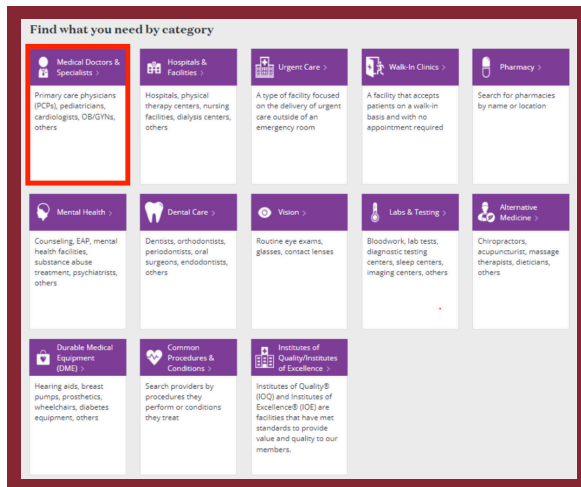 Find what you need by category
Medical Doctors &
Specialists >
Primary care physicians
(PCPs), pediatricians,
cardiologists, OB/GYNs,
others
Hospitals &
Facilities >
Hospitals, physical
therapy centers, nursing
facilities, dialysis centers,
others
Urgent Care >
A type of facility focused
on the delivery of urgent
care outside of an
emergency room
Walk-In Clinics >
A facility that accepts
patients on a walk-in
basis and with no
appointment required
Pharmacy >
Search for pharmacies
by name or location
Mental Health >
Counseling, EAP, mental
health facilities,
substance abuse
treatment, psychiatrists,
others
Dental Care >
Dentists, orthodontists,
periodontists, oral
surgeons, endodontists,
others
Vision >
Routine eye exams,
glasses, contact lenses
Labs & Testing >
Bloodwork, lab tests,
diagnostic testing
centers, sleep centers,
imaging centers, others
Alternative
Medicine >
Chiropractors,
acupuncturist, massage
therapists, dieticians,
others
Durable Medical
Equipment
(DME) >
Hearing aids, breast
pumps, prosthetics,
wheelchairs, diabetes
equipment, others
Common
Procedures &
Conditions >
Search providers by
procedures they
perform or conditions
they treat
Institutes of
Quality/Institutes
of Excellence >
Institutes of Quality®
(IOQ) and Institutes of
Excellence® (IOE) are
facilities that have met
standards to provide
value and quality to our
members.